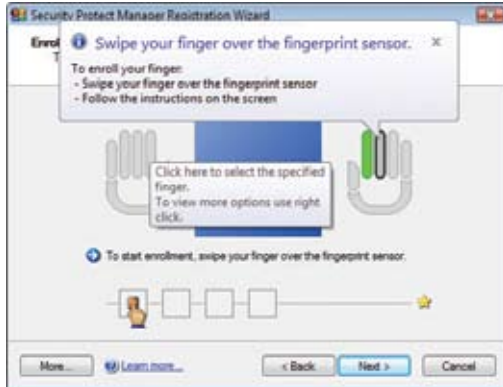 Security Protect Manager Registration Wizard
Swipe your finger over the fingerprint sensor.
To enroll your finger:
- Swipe your finger over the fingerprint sensor
- Follow the instructions on the screen
Click here to select the specified
finger.
To view more options use right
click.
To start enrollment, swipe your finger over the fingerprint sensor.
More...
Learn more...
< Back
Next >
Cancel